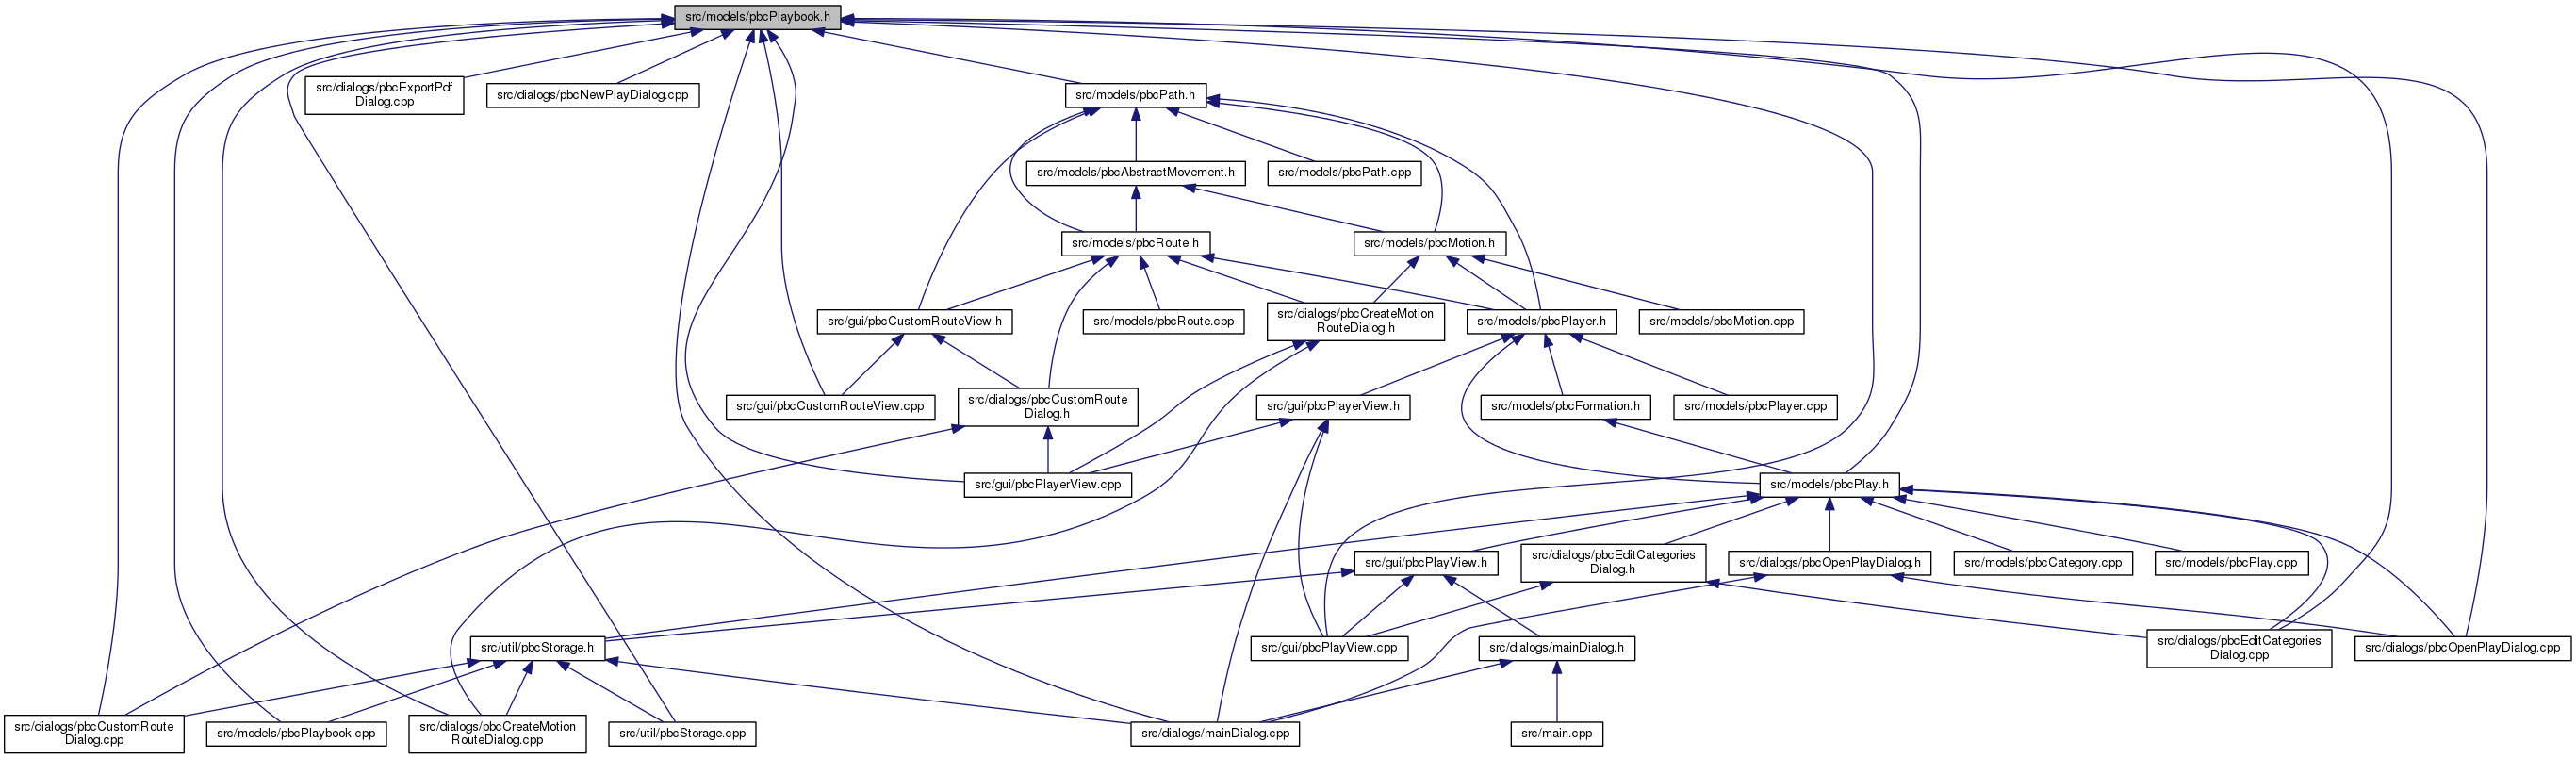 src/models/pbcPlaybook.h
src/dialogs/pbcExportPdf
Dialog.cpp
src/dialogs/pbcNewPlayDialog.cpp
src/models/pbcPath.h
src/models/pbcAbstractMovement.h
src/models/pbcPath.cpp
src/models/pbcRoute.h
src/models/pbcMotion.h
src/gui/pbcCustomRouteView.h
src/models/pbcRoute.cpp
src/dialogs/pbcCreateMotion
RouteDialog.h
src/models/pbcPlayer.h
src/models/pbcMotion.cpp
src/gui/pbcCustomRouteView.cpp
src/dialogs/pbcCustomRoute
Dialog.h
src/gui/pbcPlayerView.h
src/models/pbcFormation.h
src/models/pbcPlayer.cpp
src/gui/pbcPlayerView.cpp
src/models/pbcPlay.h
src/gui/pbcPlayView.h
src/dialogs/pbcEditCategories
Dialog.h
src/dialogs/pbcOpenPlayDialog.h
src/models/pbcCategory.cpp
src/models/pbcPlay.cpp
src/util/pbcStorage.h
src/gui/pbcPlayView.cpp
src/dialogs/mainDialog.h
src/dialogs/pbcEditCategories
Dialog.cpp
src/dialogs/pbcOpenPlayDialog.cpp
src/dialogs/pbcCustomRoute
Dialog.cpp
src/models/pbcPlaybook.cpp
src/dialogs/pbcCreateMotion
RouteDialog.cpp
src/util/pbcStorage.cpp
src/dialogs/mainDialog.cpp
src/main.cpp